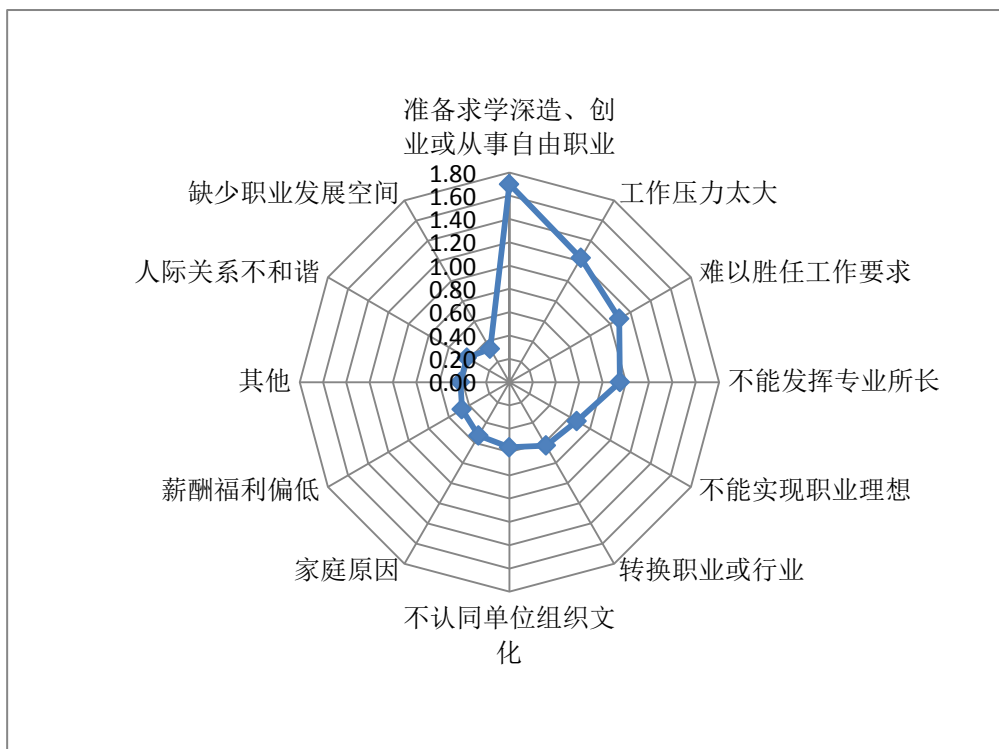 准备求学深造、创
业或从事自由职业
工作压力太大
难以胜任工作要求
不能发挥专业所长
不能实现职业理想
转换职业或行业
不认同单位组织文
化
家庭原因
薪酬福利偏低
其他
人际关系不和谐
缺少职业发展空间
1.80
1.60
1.40
1.20
1.00
0.80
0.60
0.40
0.20
0.00